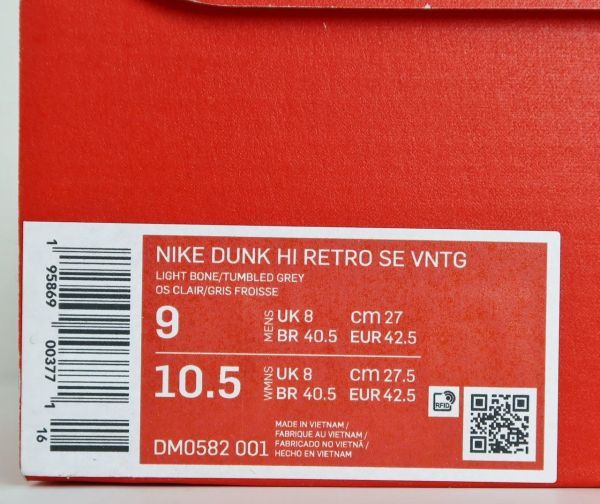 NIKE DUNK HI RETRO SE VNTG
LIGHT BONE/TUMBLED GREY
OS CLAIR/GRIS FROISSE
9 MENS UK 8 cm 27
BR 40.5 EUR 42.5
10.5 WMNS UK 8 cm 27.5
BR 40.5 EUR 42.5
RFID
MADE IN VIETNAM /
FABRIQUE AU VIETNAM /
FABRICADO NO VIETNÃ /
HECHO EN VIETNAM
DM0582 001
1 95869 00377 1 16